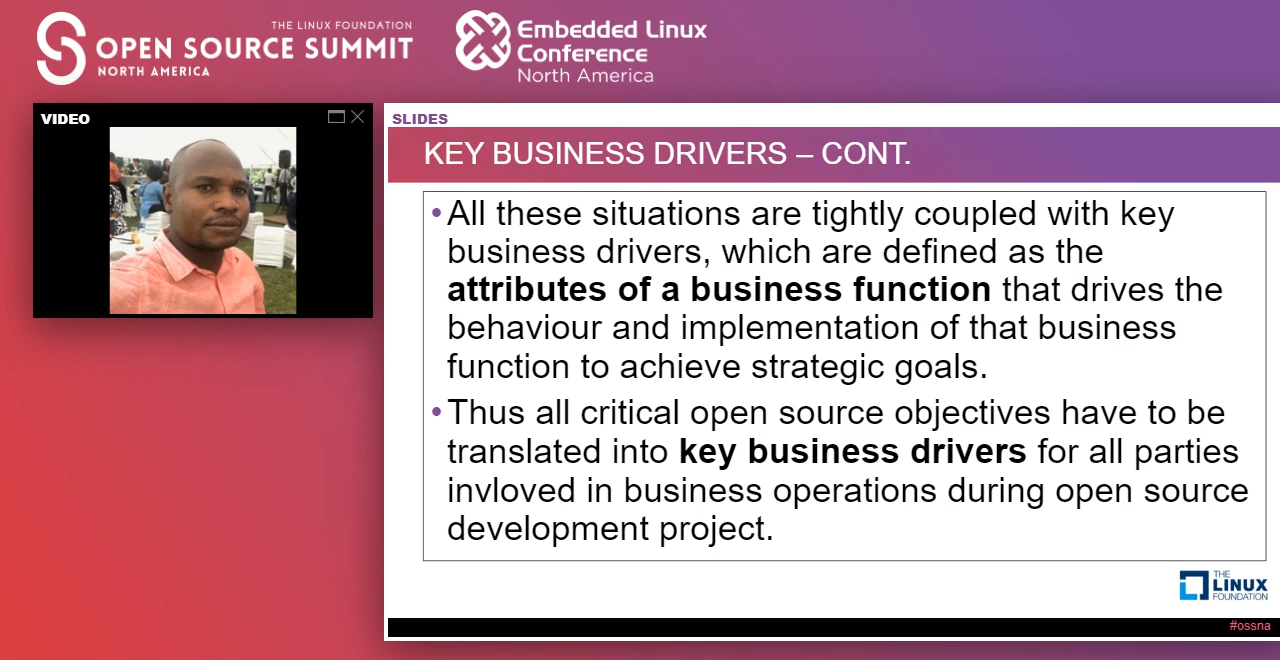 THE LINUX FOUNDATION
OPEN SOURCE SUMMIT
NORTH AMERICA
Embedded Linux
Conference
North America
VIDEO
SLIDES
KEY BUSINESS DRIVERS – CONT.
• All these situations are tightly coupled with key
business drivers, which are defined as the
attributes of a business function that drives the
behaviour and implementation of that business
function to achieve strategic goals.
• Thus all critical open source objectives have to be
translated into key business drivers for all parties
invloved in business operations during open source
development project.
THE
LINUX
FOUNDATION
#ossna